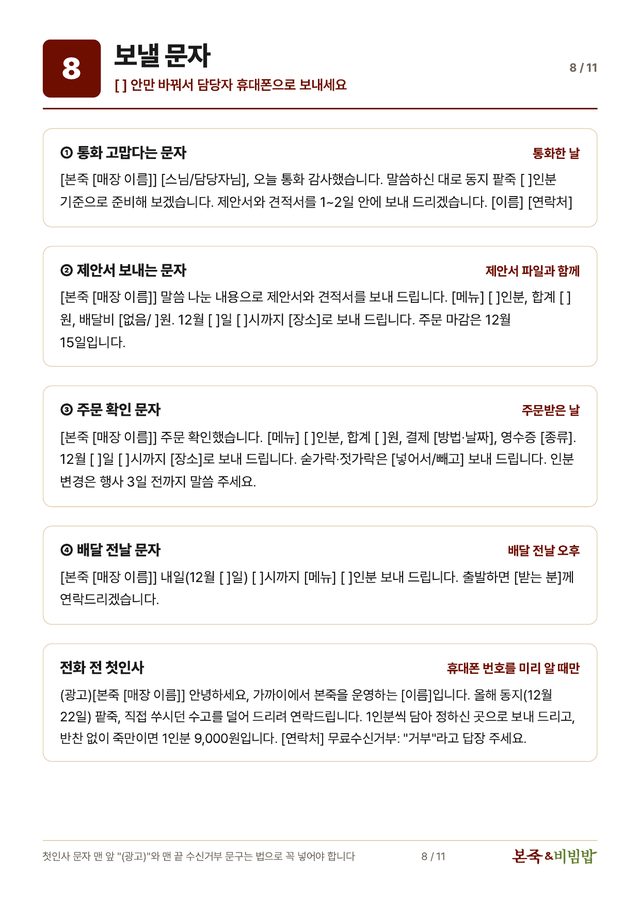 8
보낼 문자
[ ] 안만 바꿔서 담당자 휴대폰으로 보내세요
8 / 11
① 통화 고맙다는 문자
통화한 날
[본죽 [매장 이름]] [스님/담당자님], 오늘 통화 감사했습니다. 말씀하신 대로 동지 팥죽 [ ]인분
기준으로 준비해 보겠습니다. 제안서와 견적서를 1~2일 안에 보내 드리겠습니다. [이름] [연락처]
② 제안서 보내는 문자
제안서 파일과 함께
[본죽 [매장 이름]] 말씀 나눈 내용으로 제안서와 견적서를 보내 드립니다. [메뉴] [ ]인분, 합계 [ ]
원, 배달비 [없음/ ]원. 12월 [ ]일 [ ]시까지 [장소]로 보내 드립니다. 주문 마감은 12월
15일입니다.
③ 주문 확인 문자
주문받은 날
[본죽 [매장 이름]] 주문 확인했습니다. [메뉴] [ ]인분, 합계 [ ]원, 결제 [방법·날짜], 영수증 [종류].
12월 [ ]일 [ ]시까지 [장소]로 보내 드립니다. 숟가락·젓가락은 [넣어서/빼고] 보내 드립니다. 인분
변경은 행사 3일 전까지 말씀 주세요.
④ 배달 전날 문자
배달 전날 오후
[본죽 [매장 이름]] 내일(12월 [ ]일) [ ]시까지 [메뉴] [ ]인분 보내 드립니다. 출발하면 [받는 분]께
연락드리겠습니다.
전화 전 첫인사
휴대폰 번호를 미리 알 때만
(광고)[본죽 [매장 이름]] 안녕하세요, 가까이에서 본죽을 운영하는 [이름]입니다. 올해 동지(12월
22일) 팥죽, 직접 쑤시던 수고를 덜어 드리려 연락드립니다. 1인분씩 담아 정하신 곳으로 보내 드리고,
반찬 없이 죽만이면 1인분 9,000원입니다. [연락처] 무료수신거부: "거부"라고 답장 주세요.
첫인사 문자 맨 앞 "(광고)"와 맨 끝 수신거부 문구는 법으로 꼭 넣어야 합니다
8 / 11
본죽&비빔밥